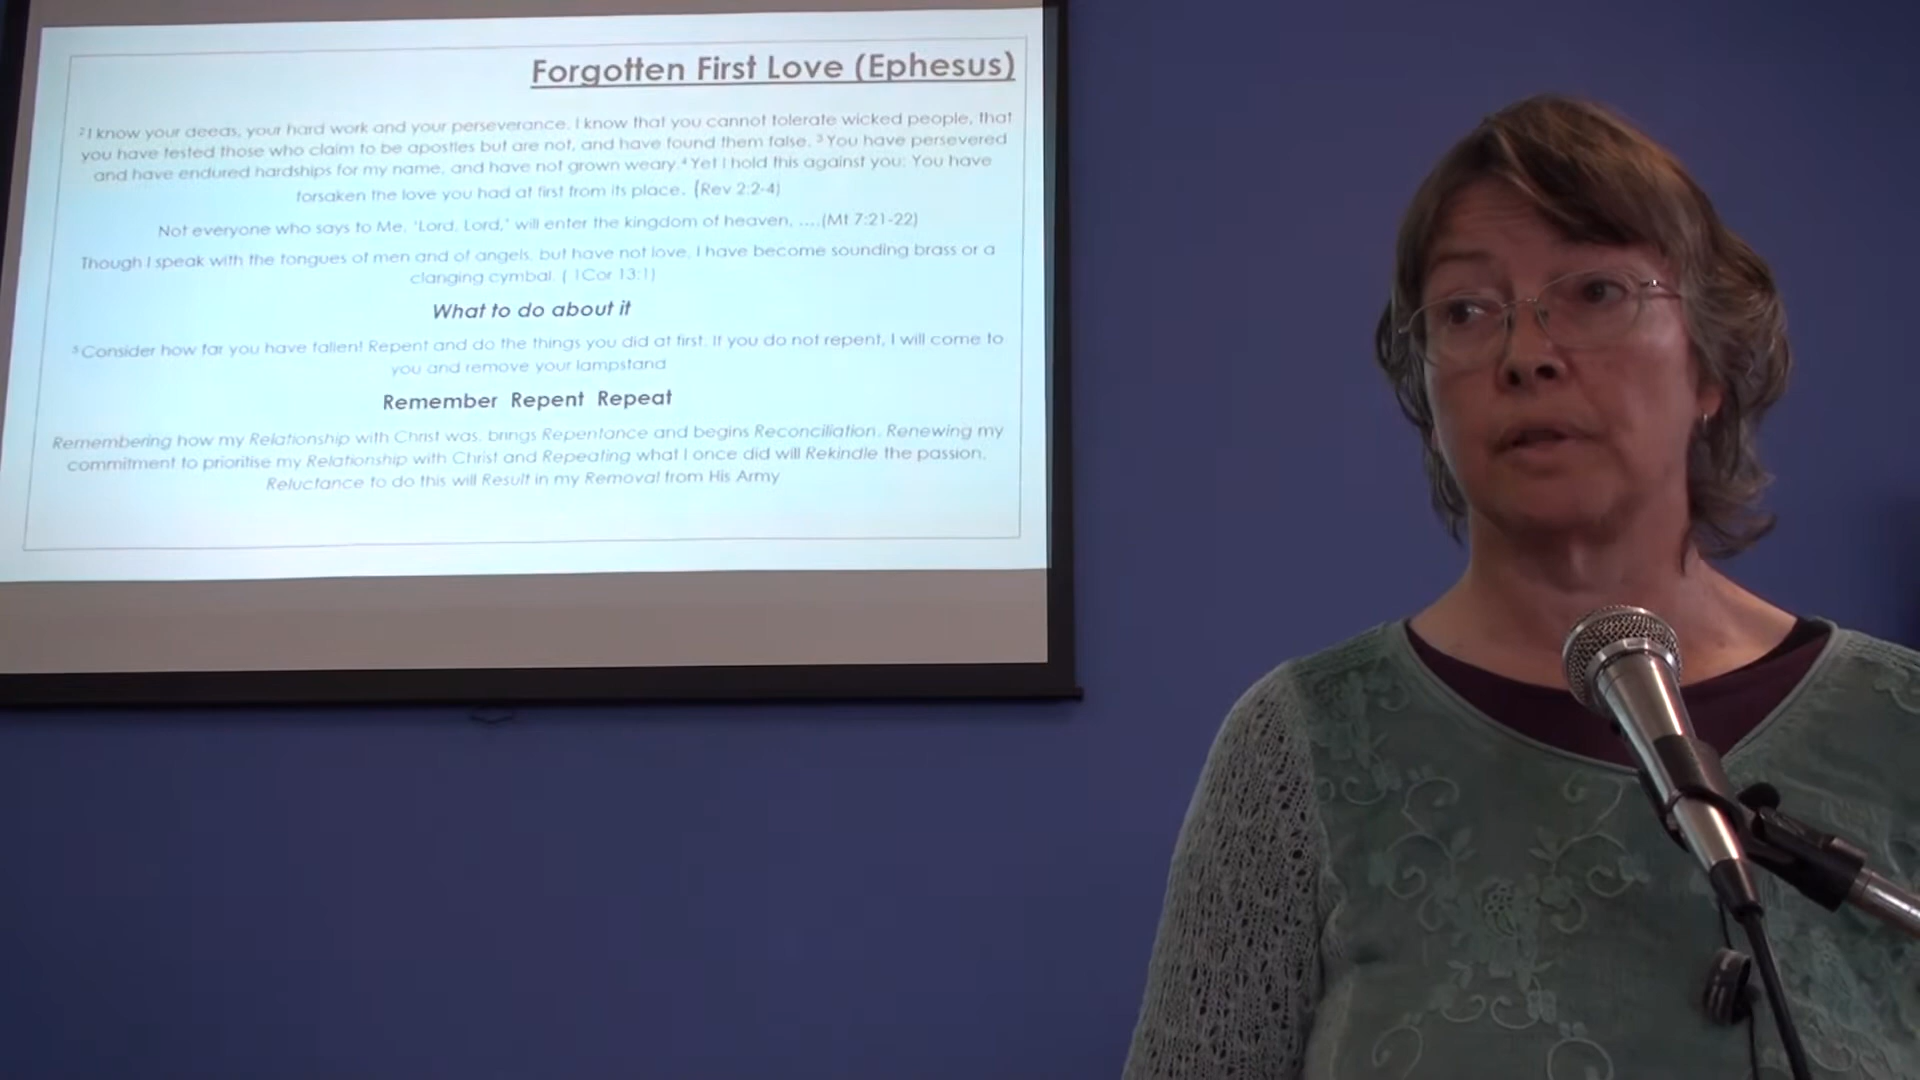 Forgotten First Love (Ephesus)
2 I know your deeds, your hard work and your perseverance. I know that you cannot tolerate wicked people, that
you have tested those who claim to be apostles but are not, and have found them false. 3 You have persevered
and have endured hardships for my name, and have not grown weary. 4 Yet I hold this against you: You have
forsaken the love you had at first from its place. (Rev 2:2-4)
Not everyone who says to Me, 'Lord, Lord,' will enter the kingdom of heaven, ....(Mt 7:21-22)
Though I speak with the tongues of men and of angels, but have not love, I have become sounding brass or a
clanging cymbal. ( 1Cor 13:1)
What to do about it
5 Consider how far you have fallen! Repent and do the things you did at first. If you do not repent, I will come to
you and remove your lampstand
Remember Repent Repeat
Remembering how my Relationship with Christ was, brings Repentance and begins Reconciliation. Renewing my
commitment to prioritise my Relationship with Christ and Repeating what I once did will Rekindle the passion.
Reluctance to do this will Result in my Removal from His Army